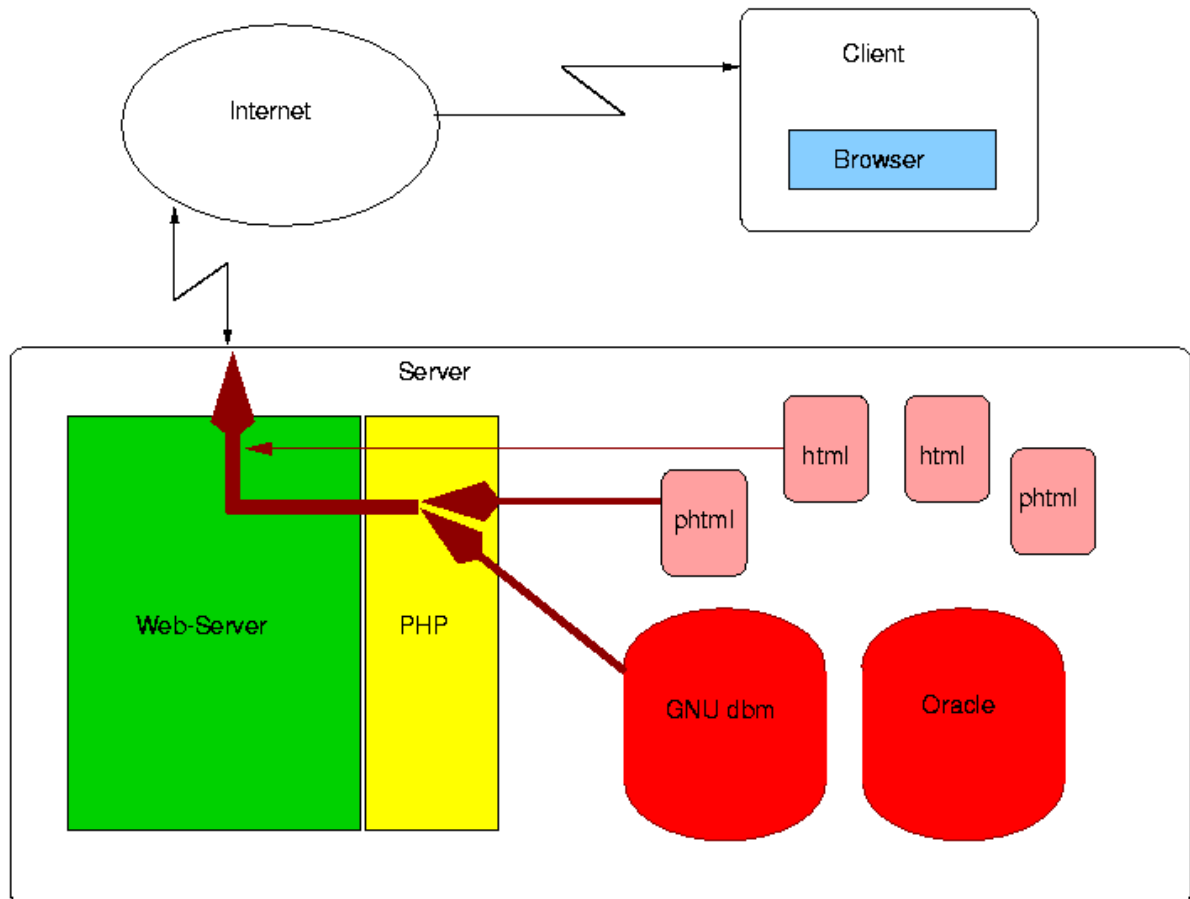 Client
Internet
Browser
Server
html
html
phtml
phtml
Web-Server
PHP
GNU dbm
Oracle